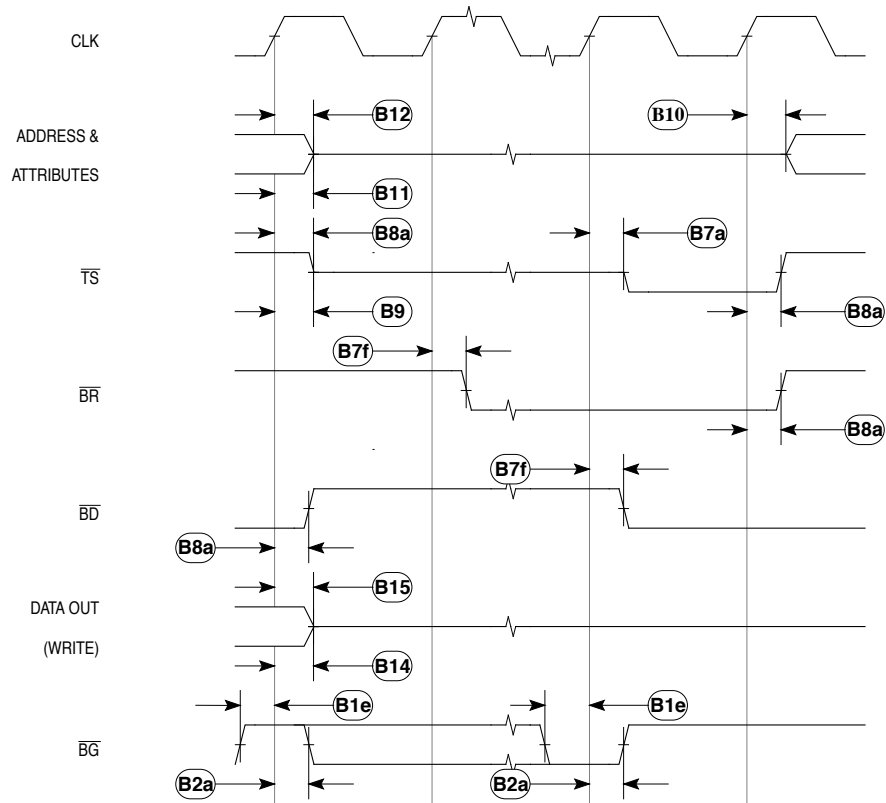 CLK
B12
B10
ADDRESS &
ATTRIBUTES
B11
B8a
B7a
TS
B9
B8a
B7f
BR
B8a
B7f
BD
B8a
B15
DATA OUT
(WRITE)
B14
B1e
B1e
BG
B2a
B2a